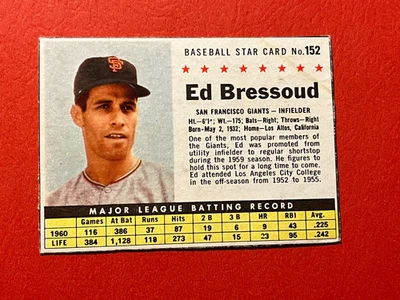 BASEBALL STAR CARD No. 152
Ed Bressoud
SAN FRANCISCO GIANTS — INFIELDER
Ht.—6'1"; Wt.—175; Bats—Right; Throws—Right
Born—May 2, 1932; Home—Los Altos, California
One of the most popular members of
the Giants, Ed was promoted from
utility infielder to regular shortstop
during the 1959 season. He figures to
hold this spot for a long time to come.
Ed attended Los Angeles City College
in the off-season from 1952 to 1955.
MAJOR LEAGUE BATTING RECORD
Games At Bat Runs Hits 2 B 3 B HR RBI Avg.
1960 116 386 37 87 19 6 9 43 .225
LIFE 384 1,128 118 273 47 15 23 95 .242